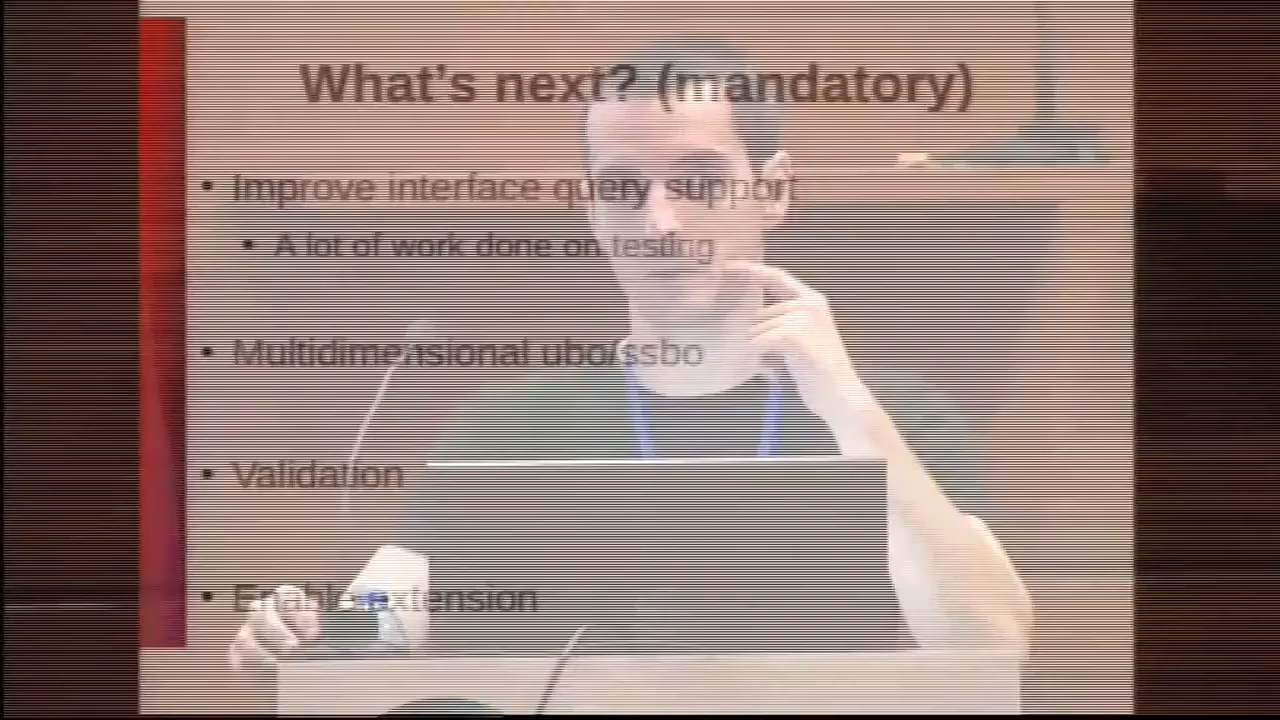 What's next? (mandatory)
• Improve interface query support
• A lot of work done on testing
• Multidimensional ubo/ssbo
• Validation
• Enable extension